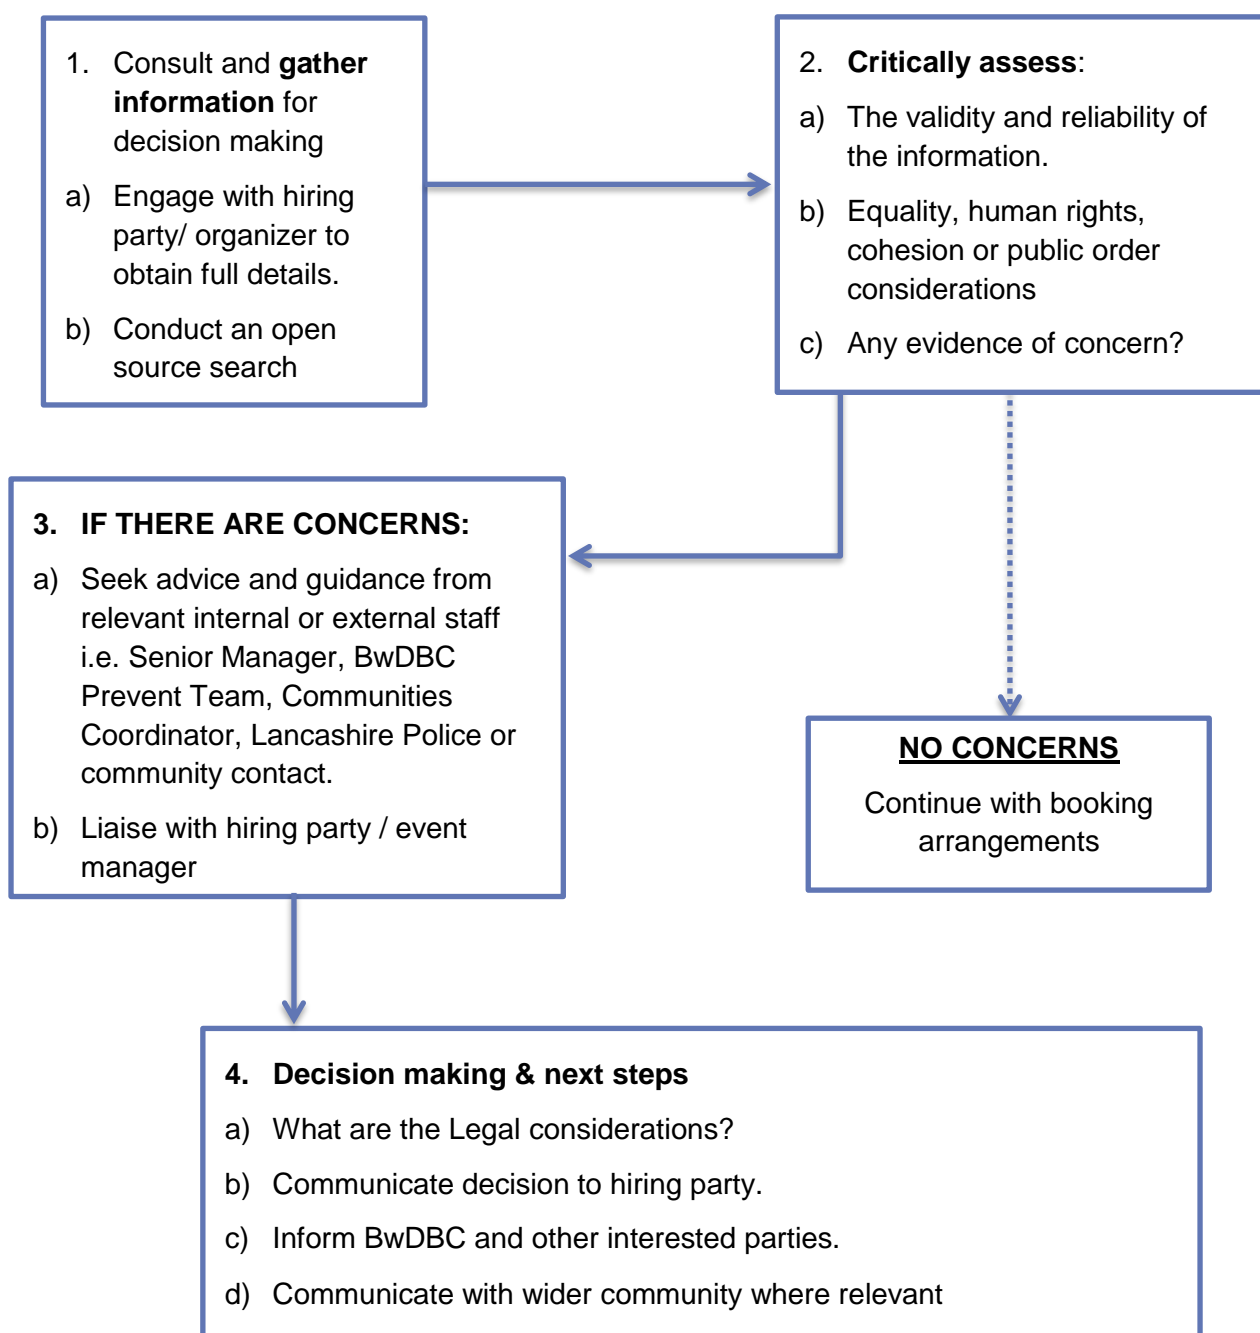 1. Consult and gather
information for
decision making
a) Engage with hiring
party/ organizer to
obtain full details.
b) Conduct an open
source search
2. Critically assess:
a) The validity and reliability of
the information.
b) Equality, human rights,
cohesion or public order
considerations
c) Any evidence of concern?
3. IF THERE ARE CONCERNS:
a) Seek advice and guidance from
relevant internal or external staff
i.e. Senior Manager, BwDBC
Prevent Team, Communities
Coordinator, Lancashire Police or
community contact.
b) Liaise with hiring party / event
manager
NO CONCERNS
Continue with booking
arrangements
4. Decision making & next steps
a) What are the Legal considerations?
b) Communicate decision to hiring party.
c) Inform BwDBC and other interested parties.
d) Communicate with wider community where relevant